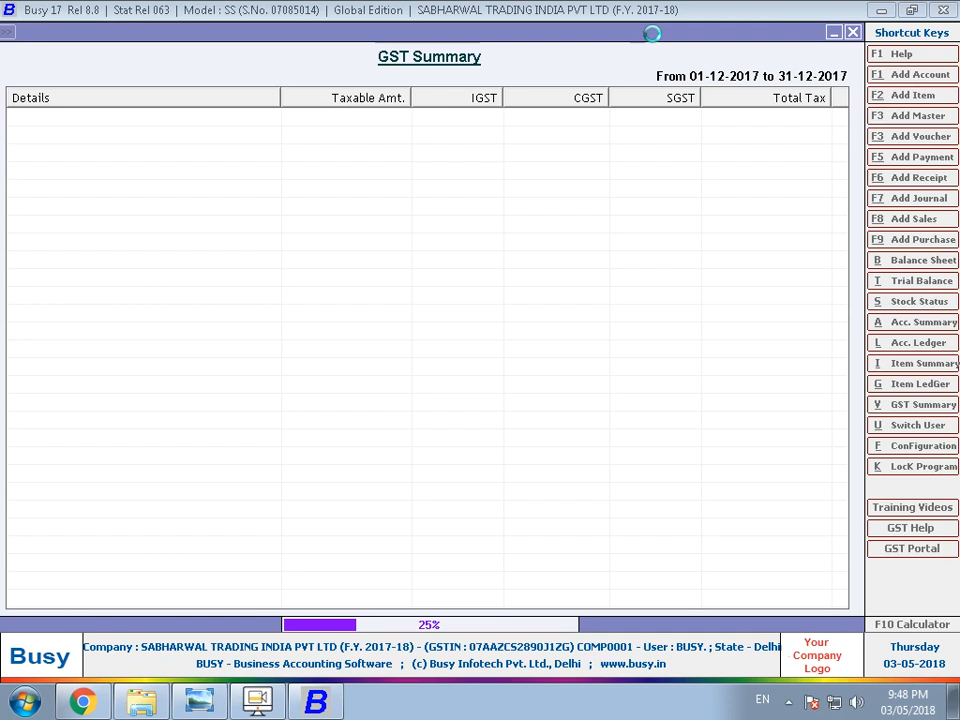 Busy 17 Rel 8.8 | Stat Rel 063 | Model : SS (S.No. 07085014) | Global Edition | SABHARWAL TRADING INDIA PVT LTD (F.Y. 2017-18) |
GST Summary
From 01-12-2017 to 31-12-2017
Details Taxable Amt. IGST CGST SGST Total Tax
Shortcut Keys
F1 Help
F1 Add Account
F2 Add Item
F3 Add Master
F3 Add Voucher
F5 Add Payment
F6 Add Receipt
F7 Add Journal
F8 Add Sales
F9 Add Purchase
B Balance Sheet
T Trial Balance
S Stock Status
A Acc. Summary
L Acc. Ledger
I Item Summary
G Item LedGer
V GST Summary
U Switch User
F ConFiguration
K LocK Program
Training Videos
GST Help
GST Portal
25%
F10 Calculator
Busy
Company : SABHARWAL TRADING INDIA PVT LTD (F.Y. 2017-18) - (GSTIN : 07AAZCS2890J1ZG) COMP0001 - User : BUSY. ; State - Delhi
BUSY - Business Accounting Software ; (c) Busy Infotech Pvt. Ltd., Delhi ; www.busy.in
Your
Company
Logo
Thursday
03-05-2018
B
EN
9:48 PM
03/05/2018